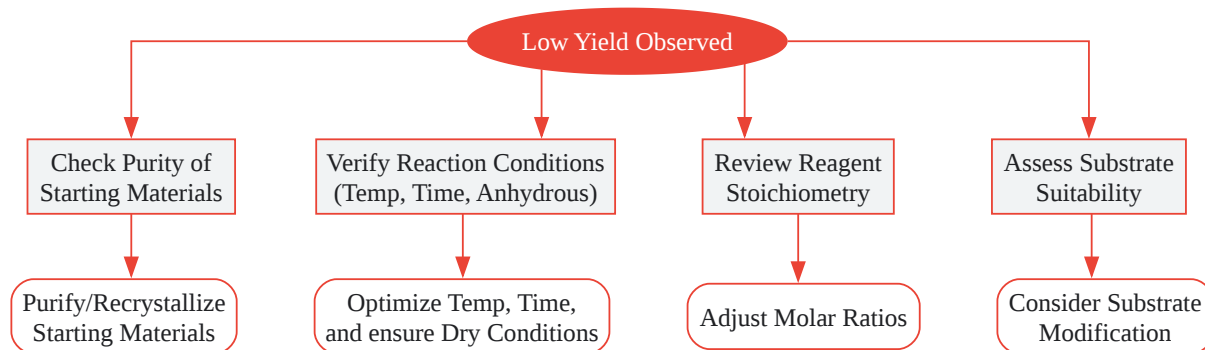 Low Yield Observed
Check Purity of
Starting Materials
Verify Reaction Conditions
(Temp, Time, Anhydrous)
Review Reagent
Stoichiometry
Assess Substrate
Suitability
Purify/Recrystallize
Starting Materials
Optimize Temp, Time,
and ensure Dry Conditions
Adjust Molar Ratios
Consider Substrate
Modification